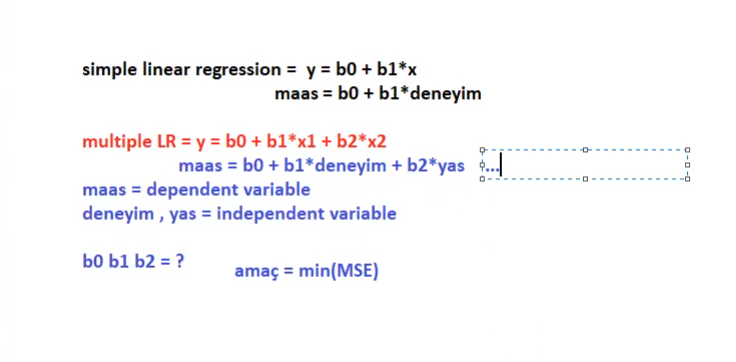 simple linear regression = y = b0 + b1*x
maas = b0 + b1*deneyim
multiple LR = y = b0 + b1*x1 + b2*x2
maas = b0 + b1*deneyim + b2*yas ...
maas = dependent variable
deneyim , yas = independent variable
b0 b1 b2 = ?
amaç = min(MSE)